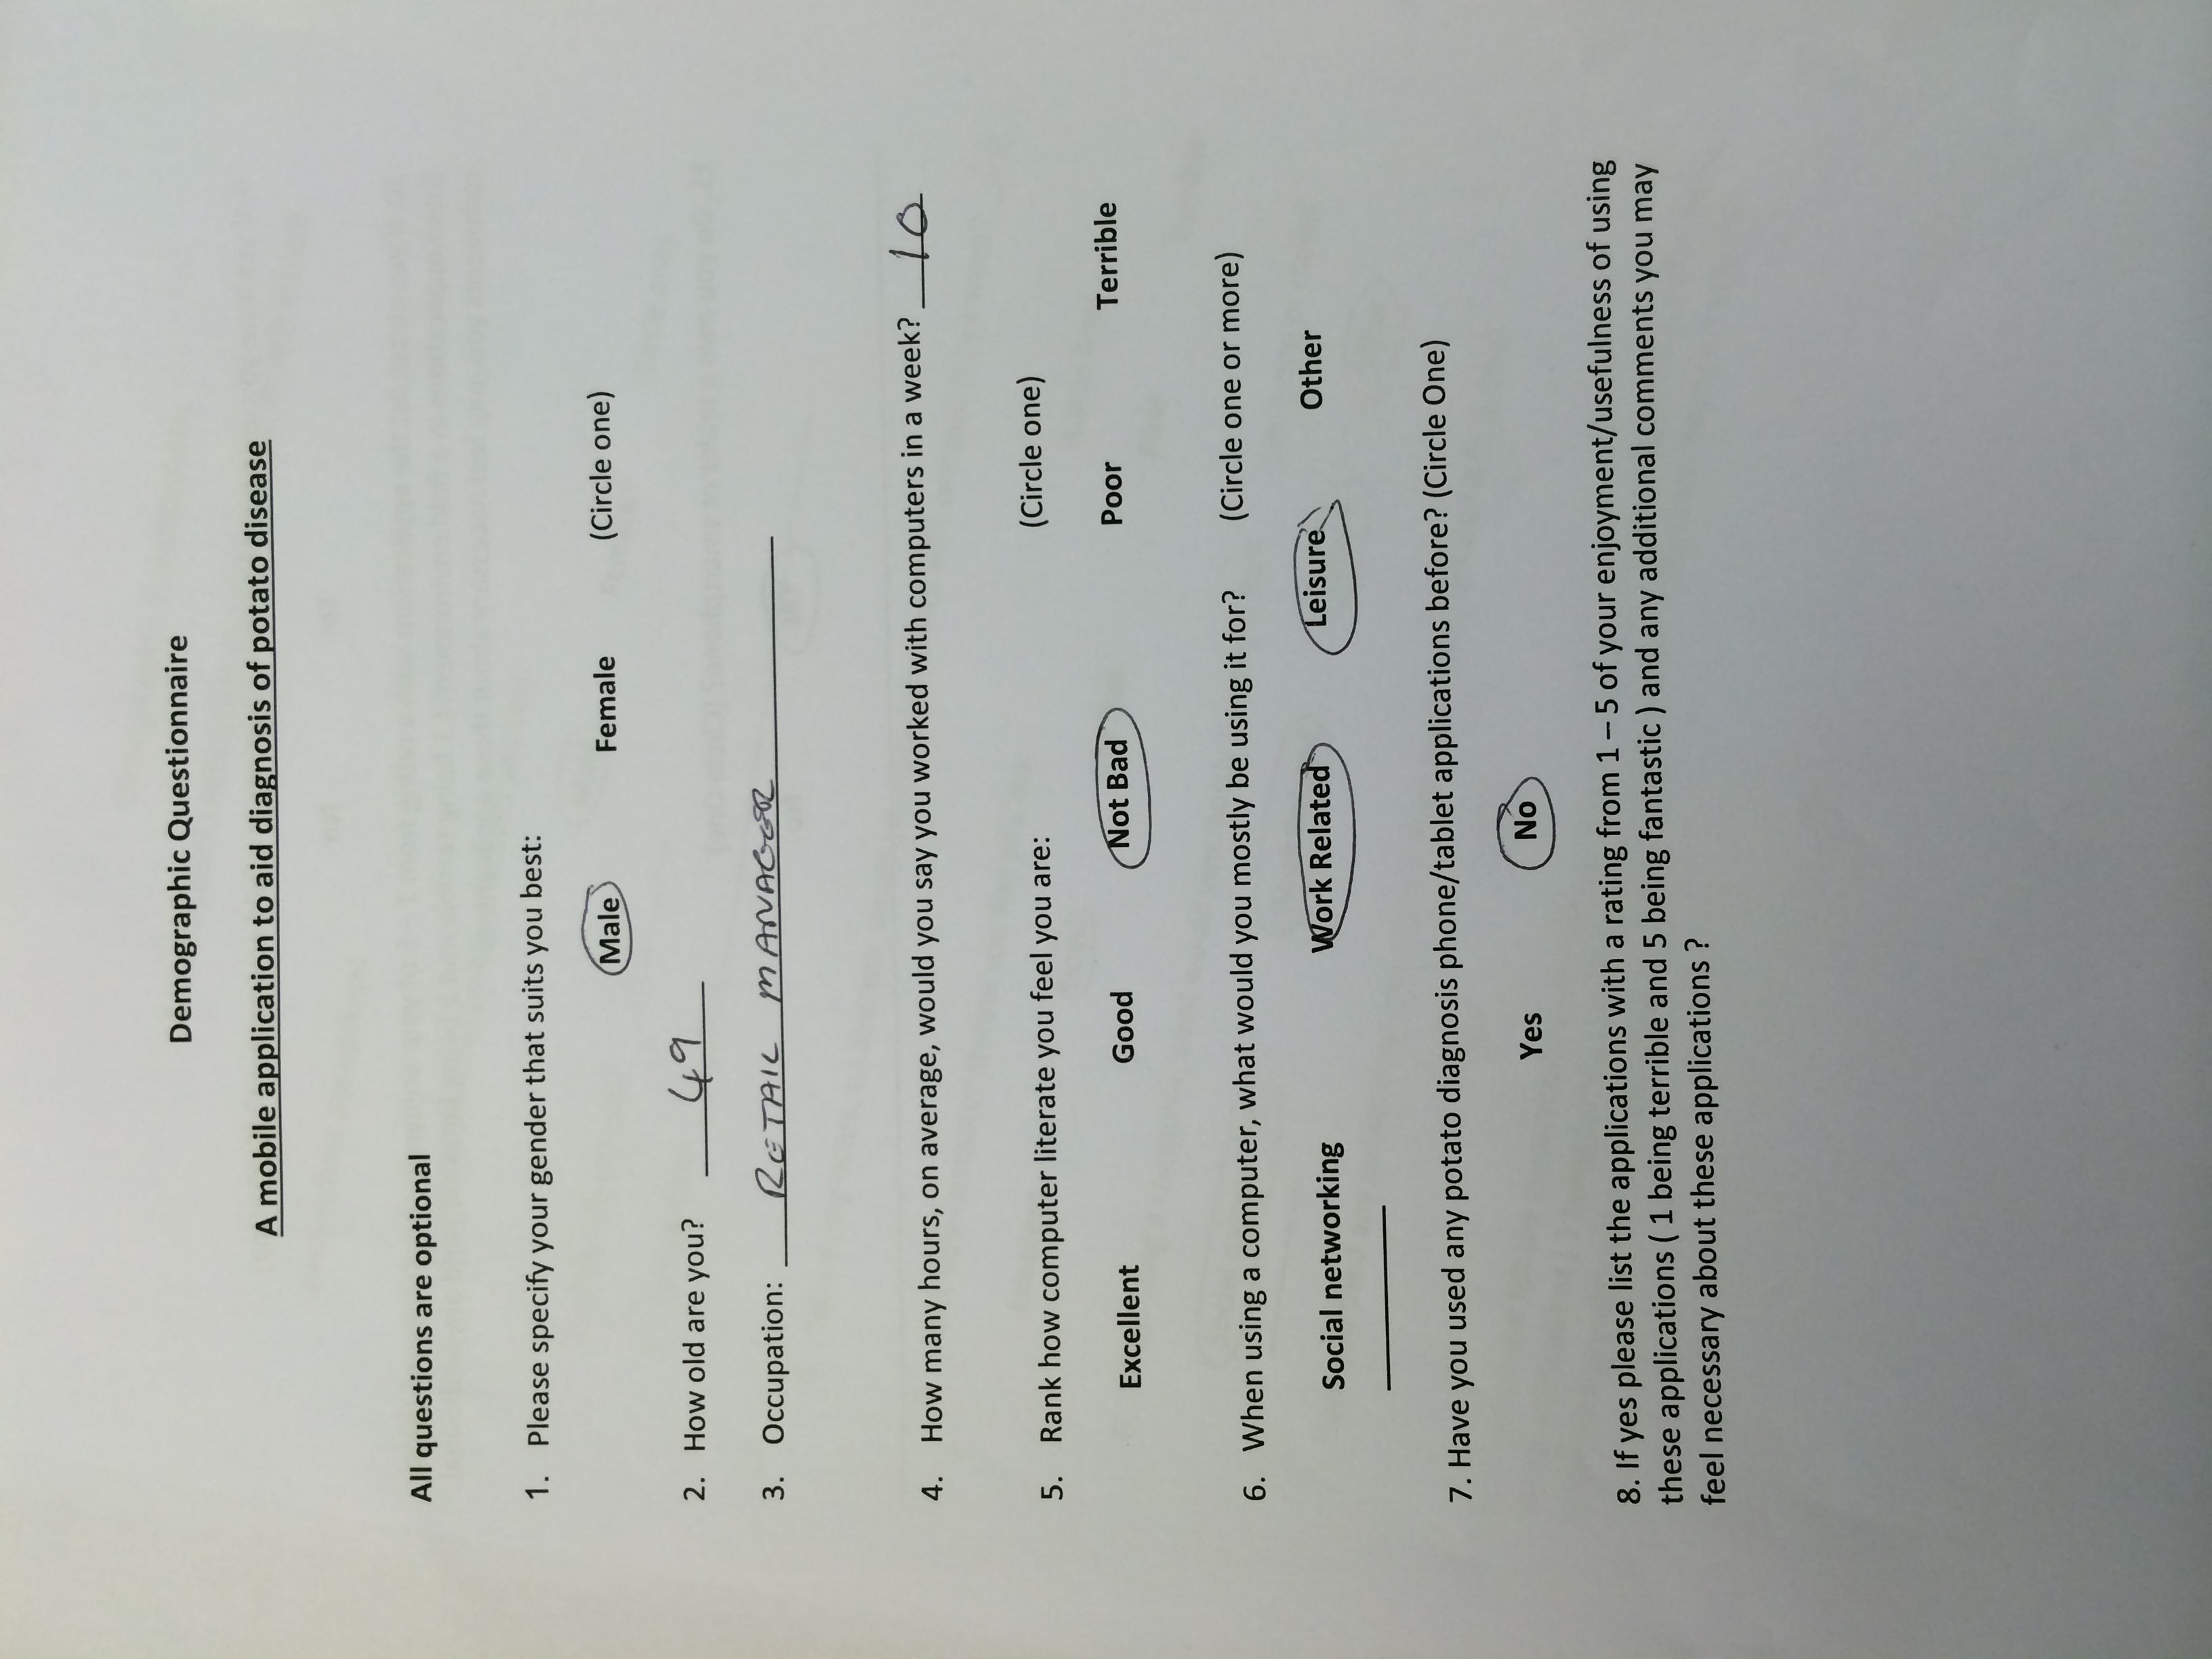 Demographic Questionnaire
A mobile application to aid diagnosis of potato disease
All questions are optional
1. Please specify your gender that suits you best:
Male Female (Circle one)
2. How old are you? 49
3. Occupation: RETAIL MANAGER
4. How many hours, on average, would you say you worked with computers in a week? 10
5. Rank how computer literate you feel you are: (Circle one)
Excellent Good Not Bad Poor Terrible
6. When using a computer, what would you mostly be using it for? (Circle one or more)
Social networking Work Related Leisure Other
7. Have you used any potato diagnosis phone/tablet applications before? (Circle One)
Yes No
8. If yes please list the applications with a rating from 1 – 5 of your enjoyment/usefulness of using
these applications ( 1 being terrible and 5 being fantastic ) and any additional comments you may
feel necessary about these applications ?